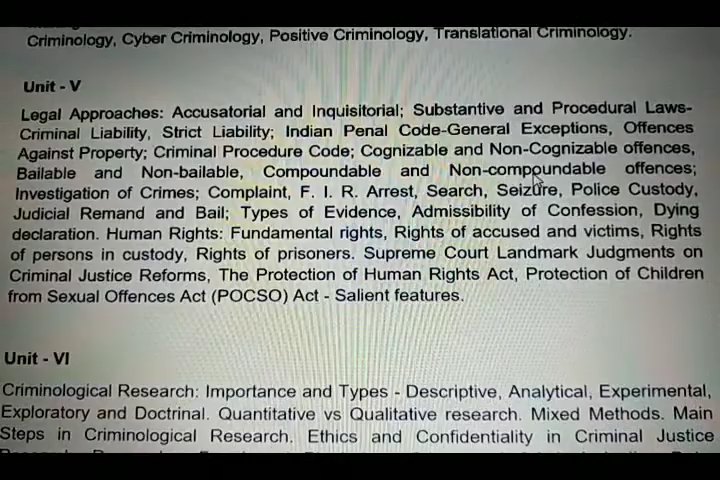 Criminology, Cyber Criminology, Positive Criminology, Translational Criminology.
Unit - V
Legal Approaches: Accusatorial and Inquisitorial; Substantive and Procedural Laws-
Criminal Liability, Strict Liability; Indian Penal Code-General Exceptions, Offences
Against Property; Criminal Procedure Code; Cognizable and Non-Cognizable offences,
Bailable and Non-bailable, Compoundable and Non-compoundable offences;
Investigation of Crimes; Complaint, F. I. R. Arrest, Search, Seizure, Police Custody,
Judicial Remand and Bail; Types of Evidence, Admissibility of Confession, Dying
declaration. Human Rights: Fundamental rights, Rights of accused and victims, Rights
of persons in custody, Rights of prisoners. Supreme Court Landmark Judgments on
Criminal Justice Reforms, The Protection of Human Rights Act, Protection of Children
from Sexual Offences Act (POCSO) Act - Salient features.
Unit - VI
Criminological Research: Importance and Types - Descriptive, Analytical, Experimental,
Exploratory and Doctrinal. Quantitative vs Qualitative research. Mixed Methods. Main
Steps in Criminological Research. Ethics and Confidentiality in Criminal Justice